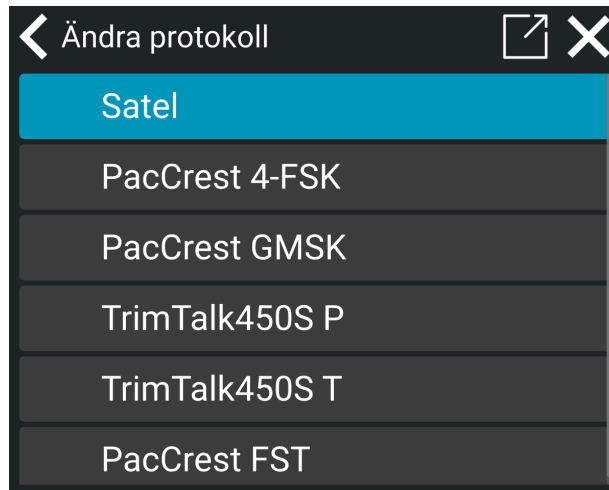 Ändra protokoll
Satel
PacCrest 4-FSK
PacCrest GMSK
TrimTalk450S P
TrimTalk450S T
PacCrest FST